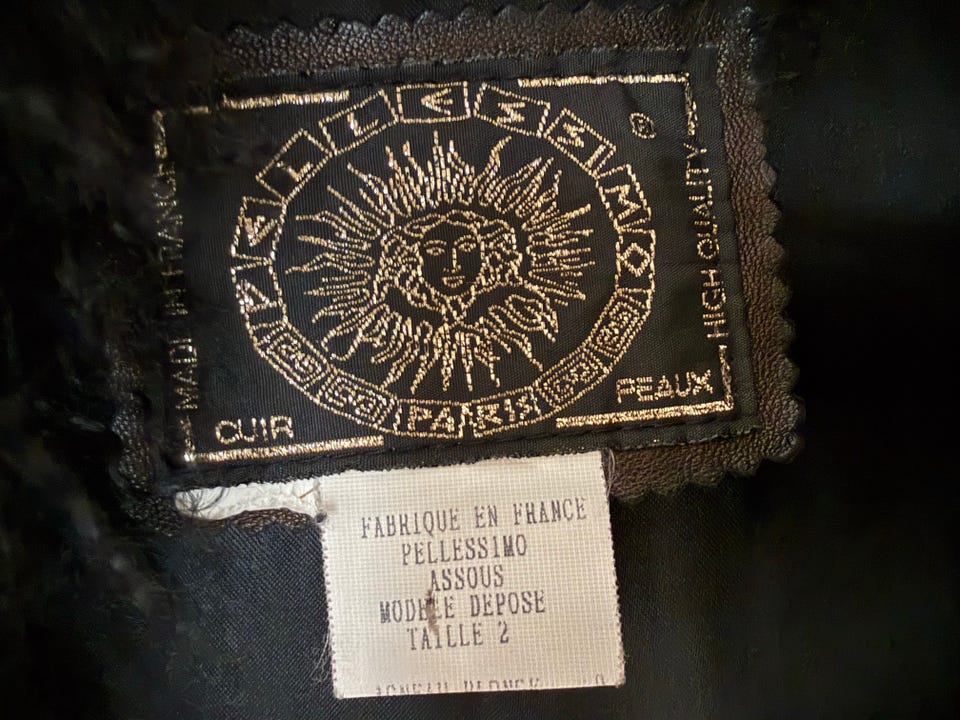 PELLESSIMO
®
MADE IN FRANCE
HIGH QUALITY
PARIS
CUIR
PEAUX
FABRIQUE EN FRANCE
PELLESSIMO
ASSOUS
MODELE DEPOSE
TAILLE 2